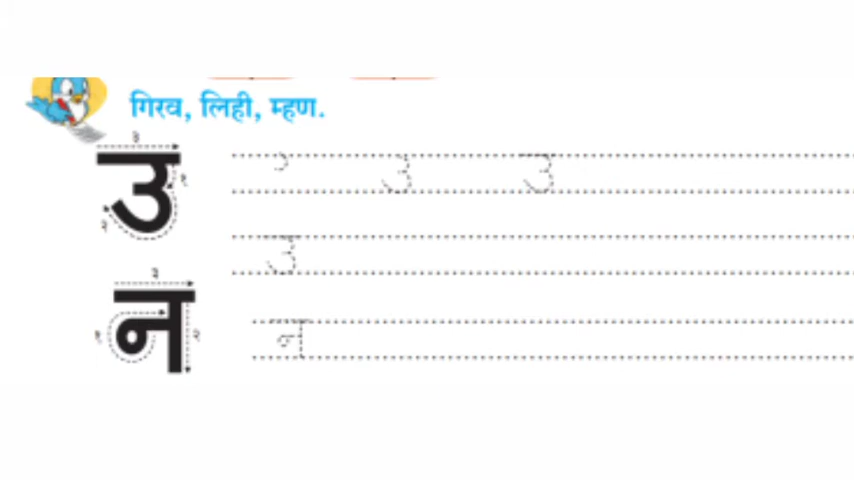 गिरव, लिही, म्हण.
उ उ उ
उ
न न